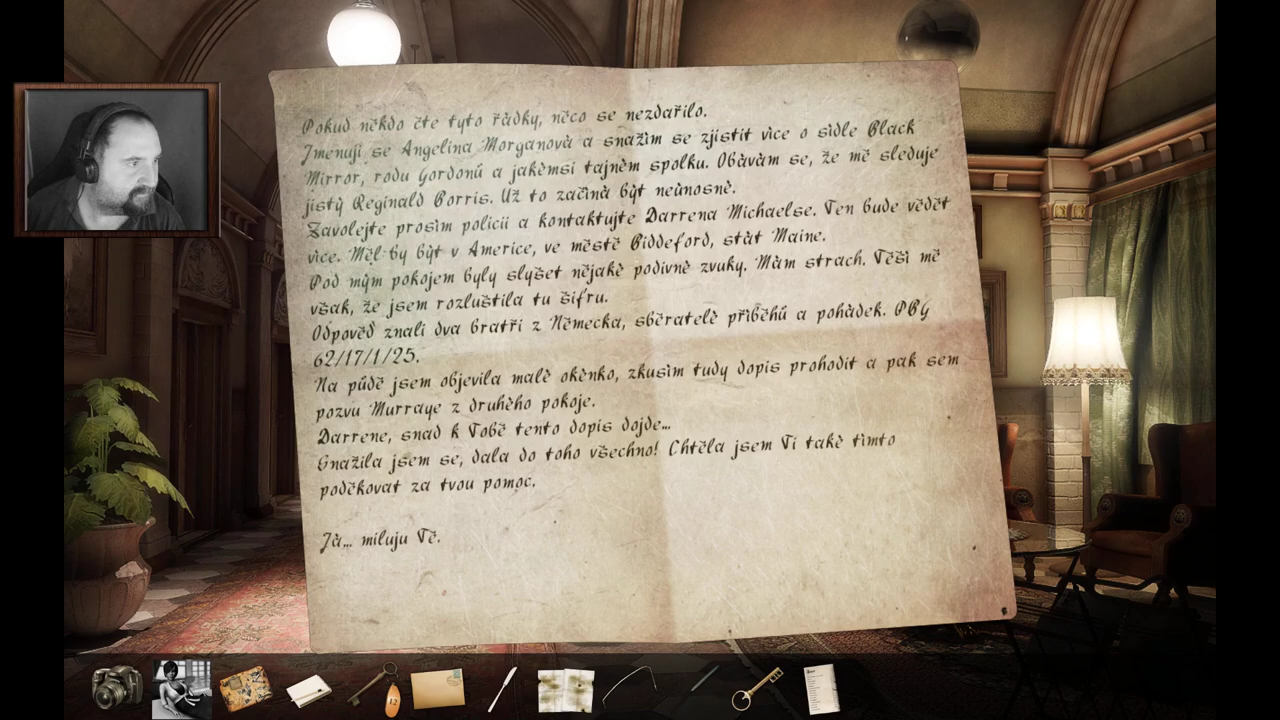 Pokud někdo čte tyto řádky, něco se nezdařilo.
Jmenuji se Angelina Morganová a snažím se zjistit více o sídle Black
Mirror, rodu Gordonů a jakémsi tajném spolku. Obávám se, že mě sleduje
jistý Reginald Borris. Už to začíná být neúnosné.
Zavolejte prosím policii a kontaktujte Darrena Michaelse. Ten bude vědět
více. Měl by být v Americe, ve městě Biddeford, stát Maine.
Pod mým pokojem byly slyšet nějaké podivné zvuky. Mám strach. Těší mě
však, že jsem rozluštila tu šifru.
Odpověď znali dva bratři z Německa, sběratelé příběhů a pohádek. OBG
62/17/1/25.
Na půdě jsem objevila malé okénko, zkusím tudy dopis prohodit a pak sem
pozvu Murraye z druhého pokoje.
Darrene, snad k Tobě tento dopis dojde...
Snažila jsem se, dala do toho všechno! Chtěla jsem Ti také tímto
poděkovat za tvou pomoc.
Já... miluju Tě.
12